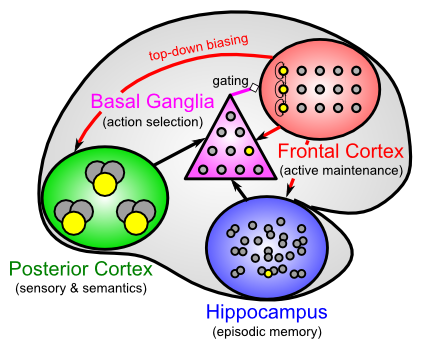 top-down biasing
gating
Basal Ganglia
(action selection)
Frontal Cortex
(active maintenance)
Posterior Cortex
(sensory & semantics)
Hippocampus
(episodic memory)